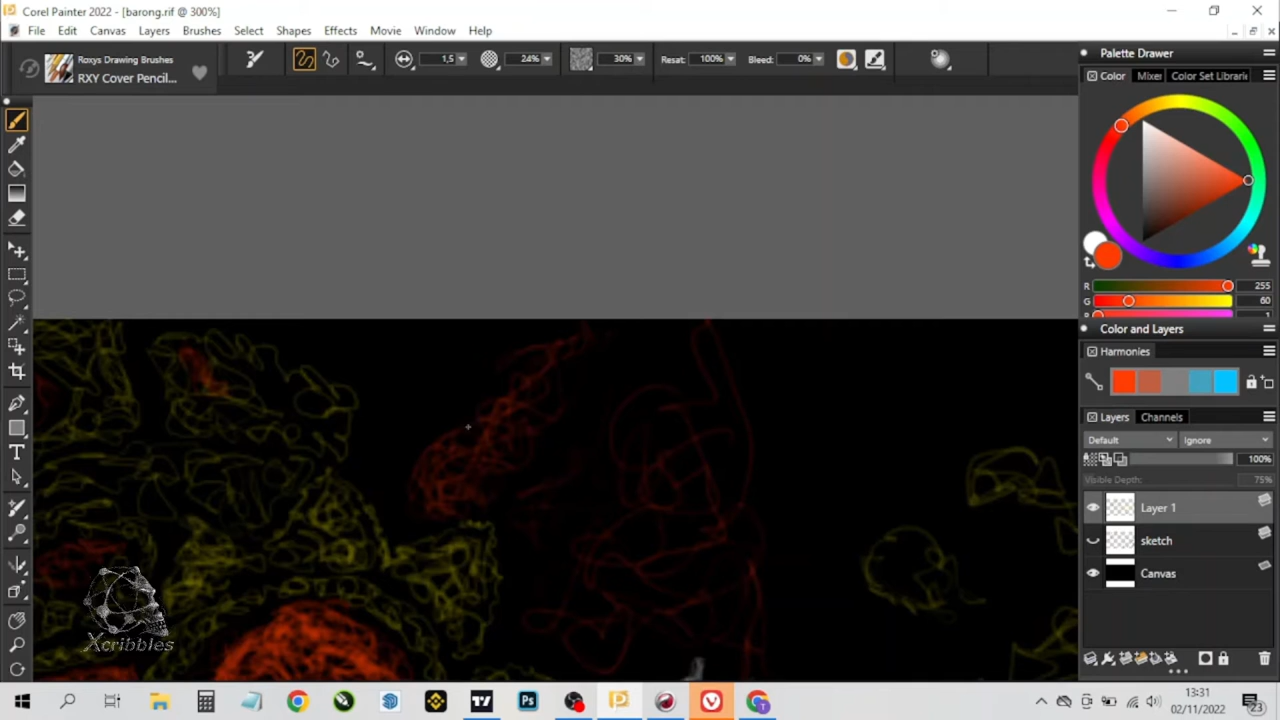 Corel Painter 2022 - [barong.rif @ 300%]
File Edit Canvas Layers Brushes Select Shapes Effects Movie Window Help
Roxys Drawing Brushes
RXY Cover Pencil...
1,5
24%
30%
Resat: 100%
Bleed: 0%
Palette Drawer
Color Mixer Color Set Librari
R 255
G 60
1
Color and Layers
Harmonies
Layers Channels
Default Ignore
100%
Visible Depth: 75%
Layer 1
sketch
Canvas
T
Xcribbles
Ps
13:31
02/11/2022
23